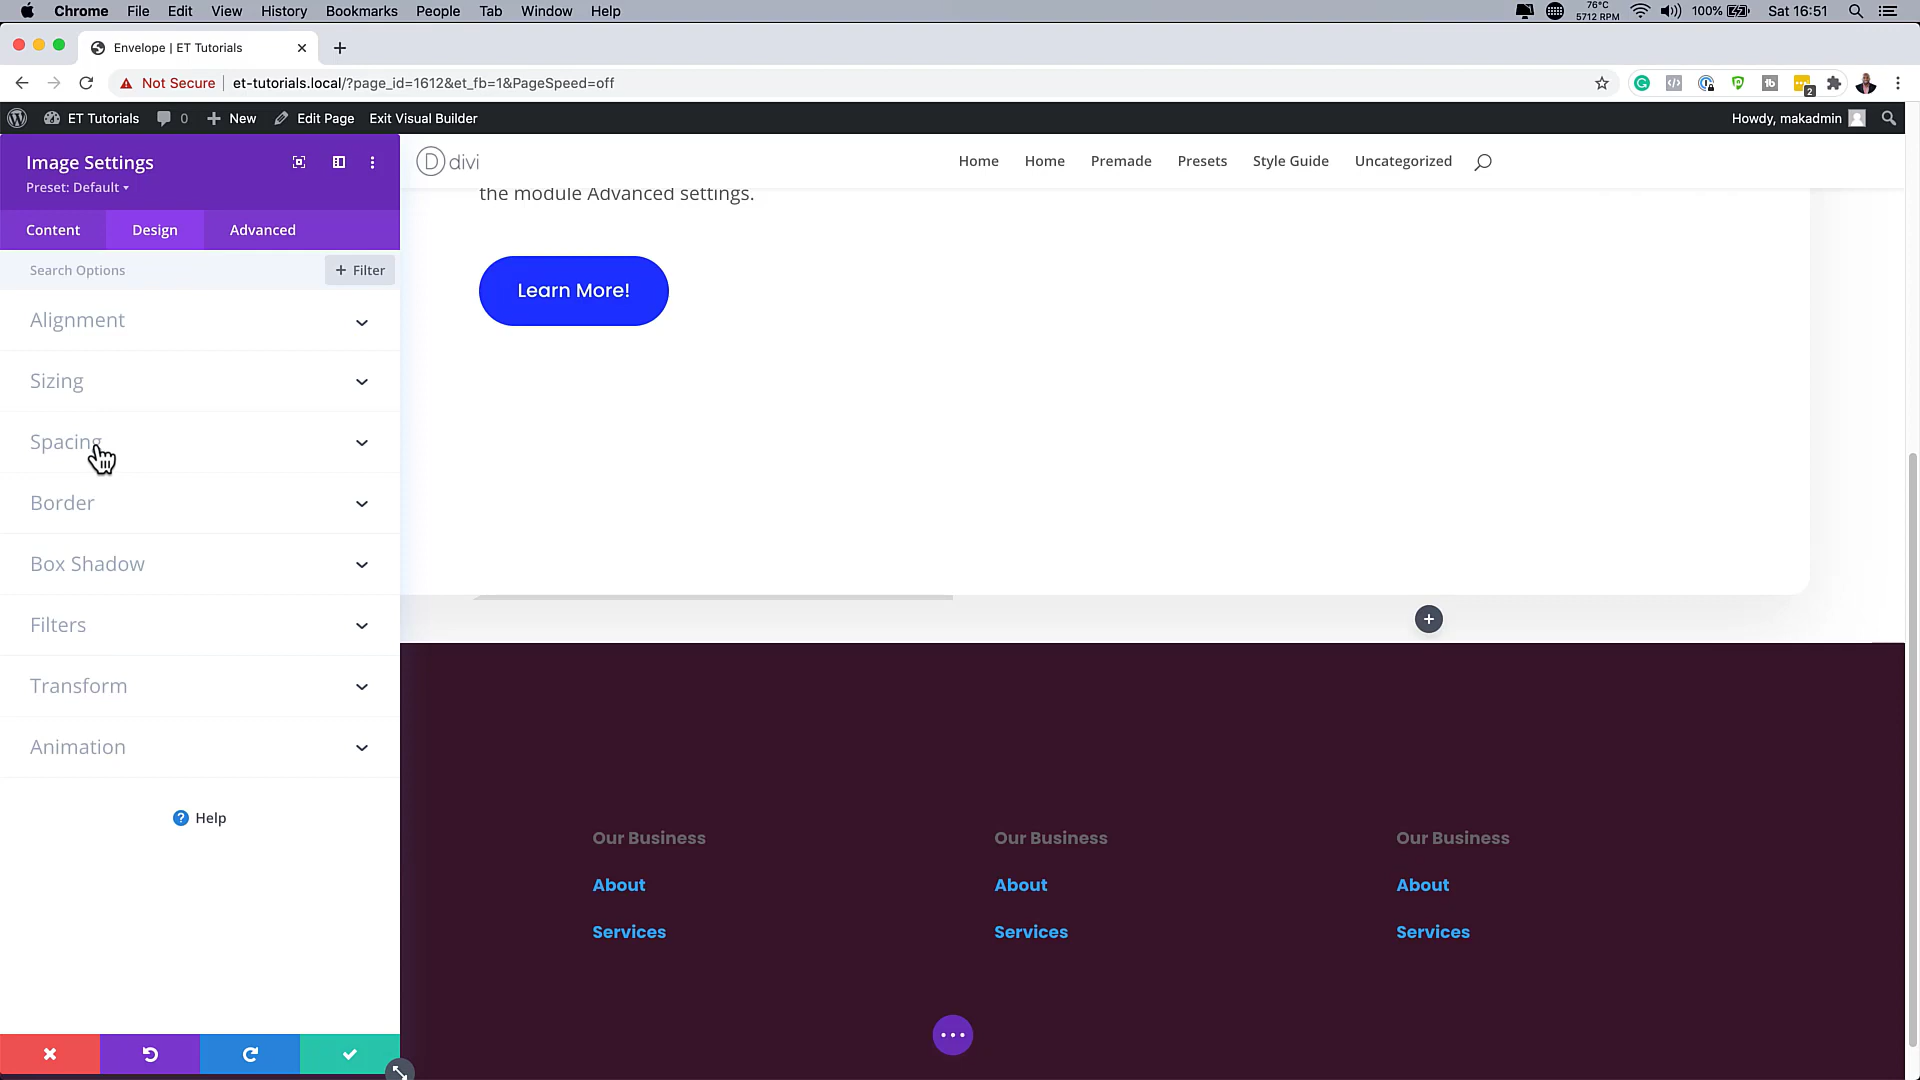 Chrome File Edit View History Bookmarks People Tab Window Help
76°C
5712 RPM
100%
Sat 16:51
Envelope | ET Tutorials
Not Secure
et-tutorials.local/?page_id=1612&et_fb=1&PageSpeed=off
2
ET Tutorials 0 New Edit Page Exit Visual Builder
Howdy, makadmin
Image Settings
Preset: Default
Content Design Advanced
Search Options
+ Filter
Alignment
Sizing
Spacing
Border
Box Shadow
Filters
Transform
Animation
? Help
D divi
Home Home Premade Presets Style Guide Uncategorized
the module Advanced settings.
Learn More!
Our Business Our Business Our Business
About About About
Services Services Services